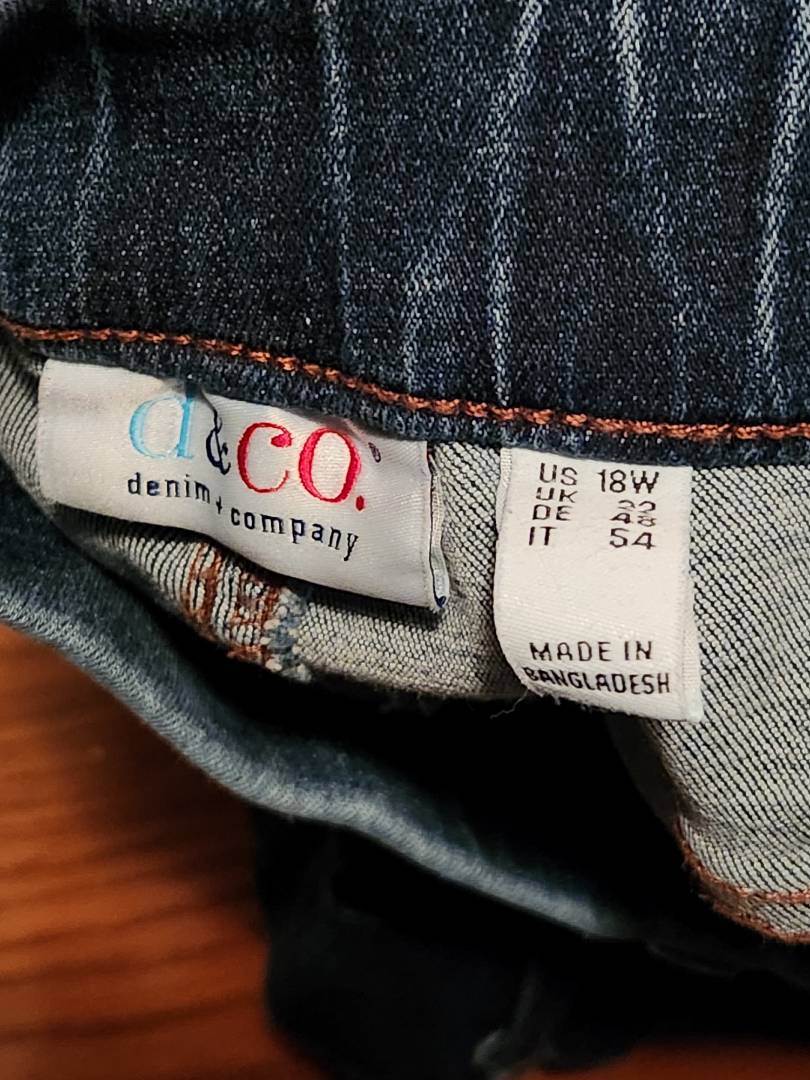 d&co.
denim + company
US 18W
UK 22
DE 48
IT 54
MADE IN
BANGLADESH